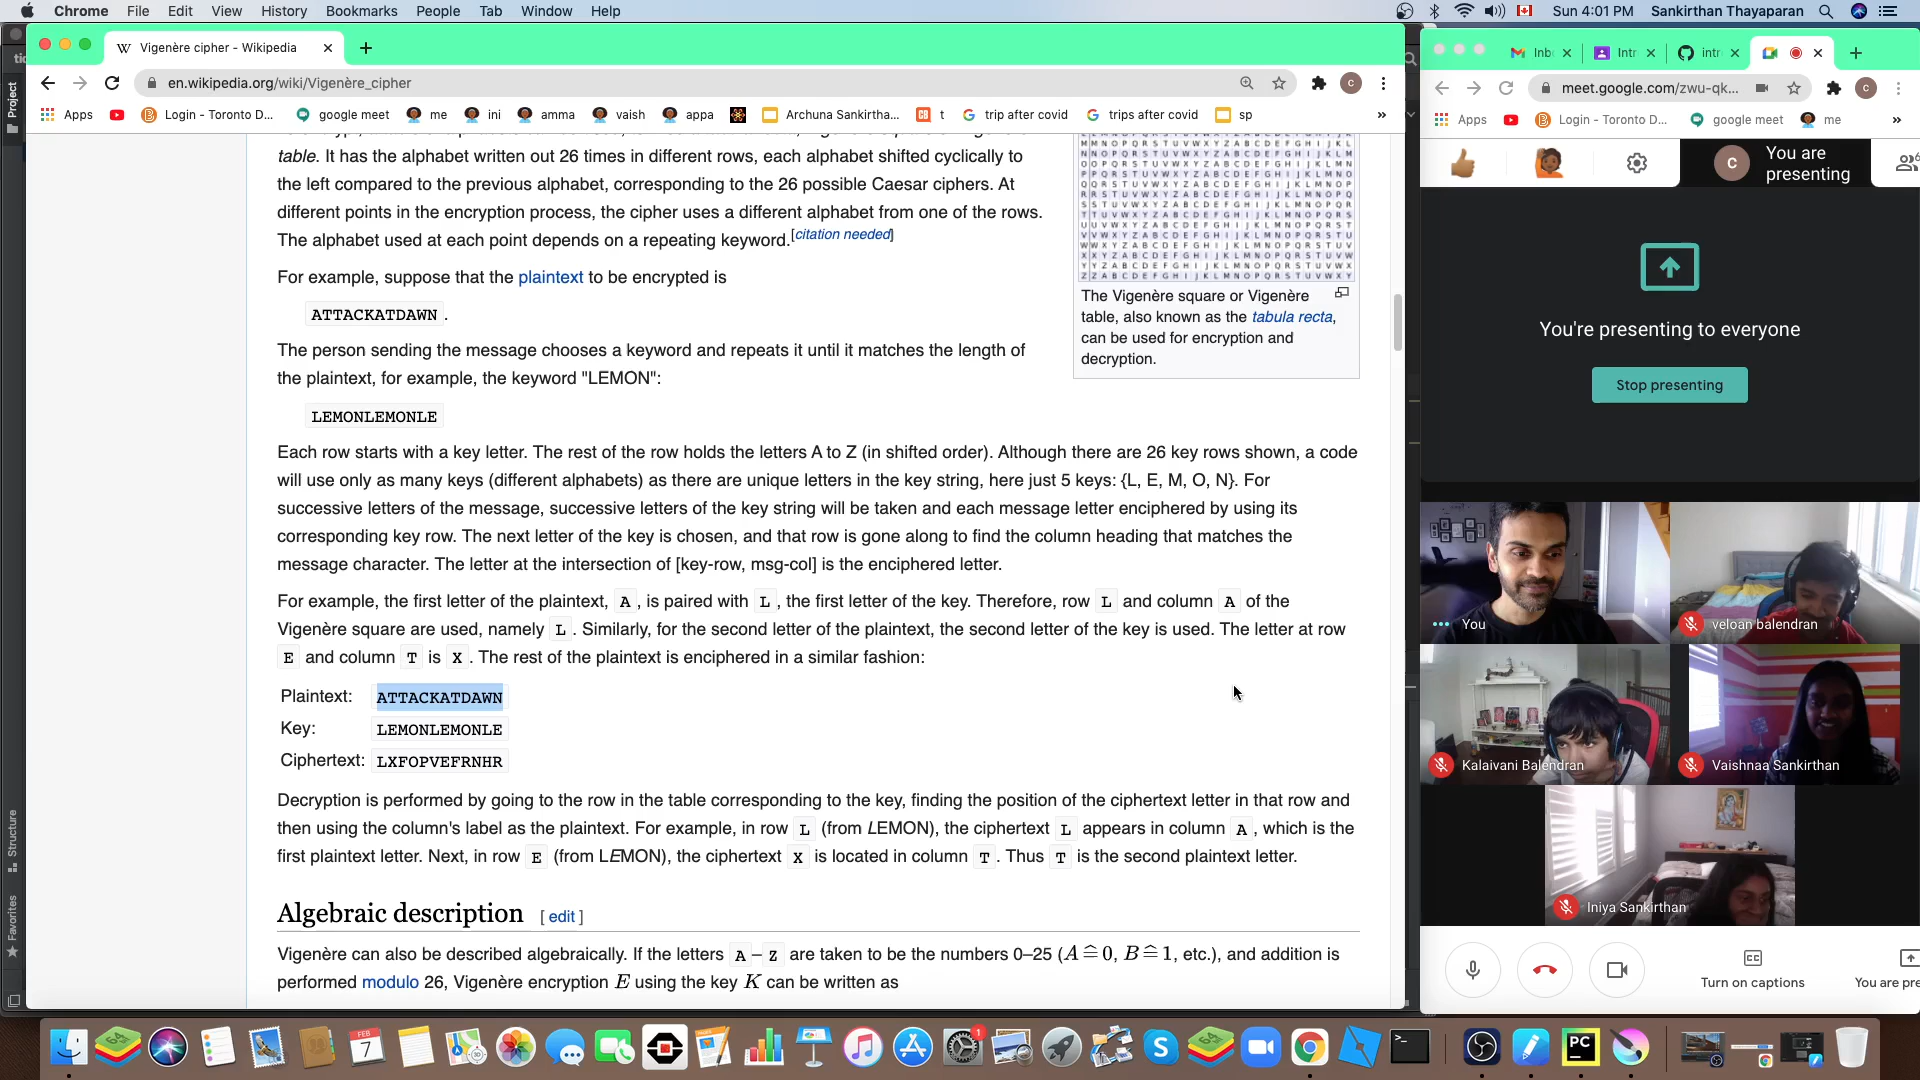 Chrome File Edit View History Bookmarks People Tab Window Help
Sun 4:01 PM Sankirthan Thayaparan
Vigenère cipher - Wikipedia
en.wikipedia.org/wiki/Vigenère_cipher
Apps Login - Toronto D... google meet me ini amma vaish appa Archuna Sankirtha... t trip after covid trips after covid sp »
table. It has the alphabet written out 26 times in different rows, each alphabet shifted cyclically to
the left compared to the previous alphabet, corresponding to the 26 possible Caesar ciphers. At
different points in the encryption process, the cipher uses a different alphabet from one of the rows.
The alphabet used at each point depends on a repeating keyword.[citation needed]
For example, suppose that the plaintext to be encrypted is
ATTACKATDAWN .
The person sending the message chooses a keyword and repeats it until it matches the length of
the plaintext, for example, the keyword "LEMON":
LEMONLEMONLE
M M N O P Q R S T U V W X Y Z A B C D E F G H I J K L
N N O P Q R S T U V W X Y Z A B C D E F G H I J K L M
O O P Q R S T U V W X Y Z A B C D E F G H I J K L M N
P P Q R S T U V W X Y Z A B C D E F G H I J K L M N O
Q Q R S T U V W X Y Z A B C D E F G H I J K L M N O P
R R S T U V W X Y Z A B C D E F G H I J K L M N O P Q
S S T U V W X Y Z A B C D E F G H I J K L M N O P Q R
T T U V W X Y Z A B C D E F G H I J K L M N O P Q R S
U U V W X Y Z A B C D E F G H I J K L M N O P Q R S T
V V W X Y Z A B C D E F G H I J K L M N O P Q R S T U
W W X Y Z A B C D E F G H I J K L M N O P Q R S T U V
X X Y Z A B C D E F G H I J K L M N O P Q R S T U V W
Y Y Z A B C D E F G H I J K L M N O P Q R S T U V W X
Z Z A B C D E F G H I J K L M N O P Q R S T U V W X Y
The Vigenère square or Vigenère
table, also known as the tabula recta,
can be used for encryption and
decryption.
Each row starts with a key letter. The rest of the row holds the letters A to Z (in shifted order). Although there are 26 key rows shown, a code
will use only as many keys (different alphabets) as there are unique letters in the key string, here just 5 keys: {L, E, M, O, N}. For
successive letters of the message, successive letters of the key string will be taken and each message letter enciphered by using its
corresponding key row. The next letter of the key is chosen, and that row is gone along to find the column heading that matches the
message character. The letter at the intersection of [key-row, msg-col] is the enciphered letter.
For example, the first letter of the plaintext, A , is paired with L , the first letter of the key. Therefore, row L and column A of the
Vigenère square are used, namely L . Similarly, for the second letter of the plaintext, the second letter of the key is used. The letter at row
E and column T is X . The rest of the plaintext is enciphered in a similar fashion:
Plaintext: ATTACKATDAWN
Key: LEMONLEMONLE
Ciphertext: LXFOPVEFRNHR
Decryption is performed by going to the row in the table corresponding to the key, finding the position of the ciphertext letter in that row and
then using the column's label as the plaintext. For example, in row L (from LEMON), the ciphertext L appears in column A , which is the
first plaintext letter. Next, in row E (from LEMON), the ciphertext X is located in column T . Thus T is the second plaintext letter.
Algebraic description [ edit ]
Vigenère can also be described algebraically. If the letters A–Z are taken to be the numbers 0–25 (A≙0, B≙1, etc.), and addition is
performed modulo 26, Vigenère encryption E using the key K can be written as
Project
Structure
Favorites
Inb Intr intr
meet.google.com/zwu-qk...
Apps Login - Toronto D... google meet me »
C You are
presenting
You're presenting to everyone
Stop presenting
You
veloan balendran
Kalaivani Balendran
Vaishnaa Sankirthan
Iniya Sankirthan
Turn on captions
You are pre
FEB
7
64
1
64
PC